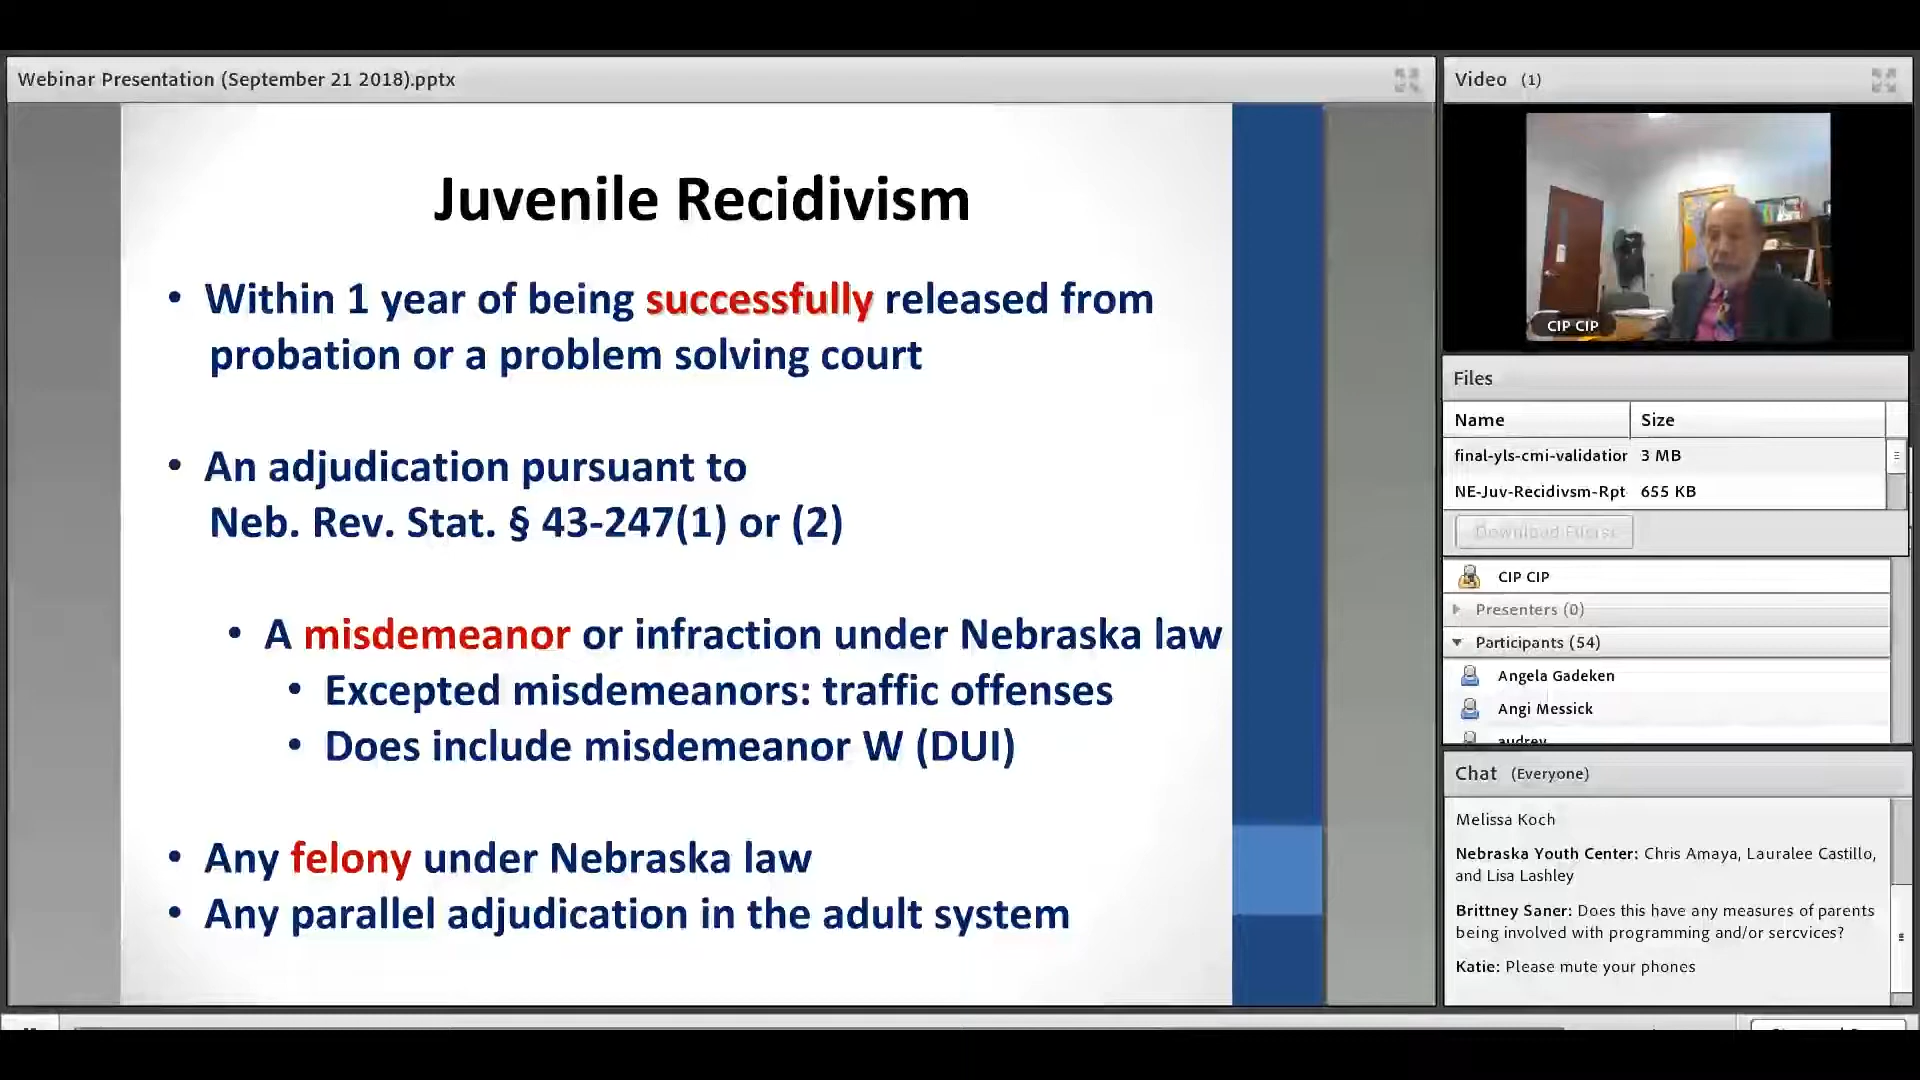 Webinar Presentation (September 21 2018).pptx
Juvenile Recidivism
• Within 1 year of being successfully released from
probation or a problem solving court
• An adjudication pursuant to
Neb. Rev. Stat. § 43-247(1) or (2)
• A misdemeanor or infraction under Nebraska law
• Excepted misdemeanors: traffic offenses
• Does include misdemeanor W (DUI)
• Any felony under Nebraska law
• Any parallel adjudication in the adult system
Video (1)
CIP CIP
Files
Name Size
final-yls-cmi-validation 3 MB
NE-Juv-Recidivsm-Rpt 655 KB
Download File(s)
CIP CIP
Presenters (0)
Participants (54)
Angela Gadeken
Angi Messick
audrey
Chat (Everyone)
Melissa Koch
Nebraska Youth Center: Chris Amaya, Lauralee Castillo,
and Lisa Lashley
Brittney Saner: Does this have any measures of parents
being involved with programming and/or sercvices?
Katie: Please mute your phones